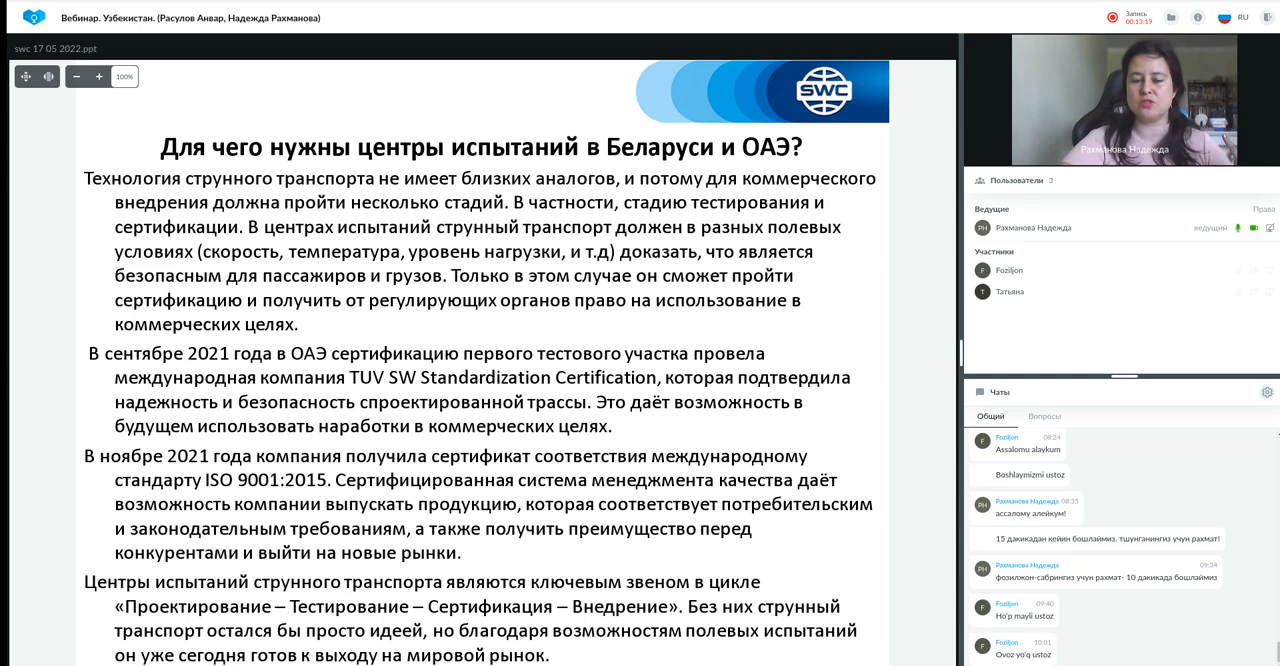 Вебинар. Узбекистан. (Расулов Анвар, Надежда Рахманова)
Запись
00:13:19
RU
swc 17 05 2022.ppt
100%
SWC
Для чего нужны центры испытаний в Беларуси и ОАЭ?
Технология струнного транспорта не имеет близких аналогов, и потому для коммерческого
внедрения должна пройти несколько стадий. В частности, стадию тестирования и
сертификации. В центрах испытаний струнный транспорт должен в разных полевых
условиях (скорость, температура, уровень нагрузки, и т.д) доказать, что является
безопасным для пассажиров и грузов. Только в этом случае он сможет пройти
сертификацию и получить от регулирующих органов право на использование в
коммерческих целях.
В сентябре 2021 года в ОАЭ сертификацию первого тестового участка провела
международная компания TUV SW Standardization Certification, которая подтвердила
надежность и безопасность спроектированной трассы. Это даёт возможность в
будущем использовать наработки в коммерческих целях.
В ноябре 2021 года компания получила сертификат соответствия международному
стандарту ISO 9001:2015. Сертифицированная система менеджмента качества даёт
возможность компании выпускать продукцию, которая соответствует потребительским
и законодательным требованиям, а также получить преимущество перед
конкурентами и выйти на новые рынки.
Центры испытаний струнного транспорта являются ключевым звеном в цикле
«Проектирование – Тестирование – Сертификация – Внедрение». Без них струнный
транспорт остался бы просто идеей, но благодаря возможностям полевых испытаний
он уже сегодня готов к выходу на мировой рынок.
Рахманова Надежда
Пользователи 3
Ведущие Права
РН Рахманова Надежда ведущий
Участники
F Foziljon
Т Татьяна
Чаты
Общий Вопросы
F Foziljon 08:24
Assalomu alaykum
Boshlaymizmi ustoz
РН Рахманова Надежда 08:35
ассалому алейкум!
15 дакикадан кейин бошлаймиз. тшунганингиз учун рахмат!
РН Рахманова Надежда 09:34
фозилжон-сабрингиз учун рахмат- 10 дакикада бошлаймиз
F Foziljon 09:40
Ho'p mayli ustoz
F Foziljon 10:01
Ovoz yo'q ustoz